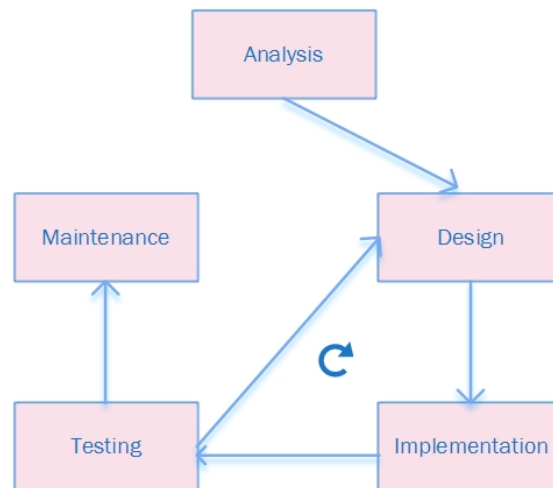 Analysis
Maintenance
Design
Testing
Implementation